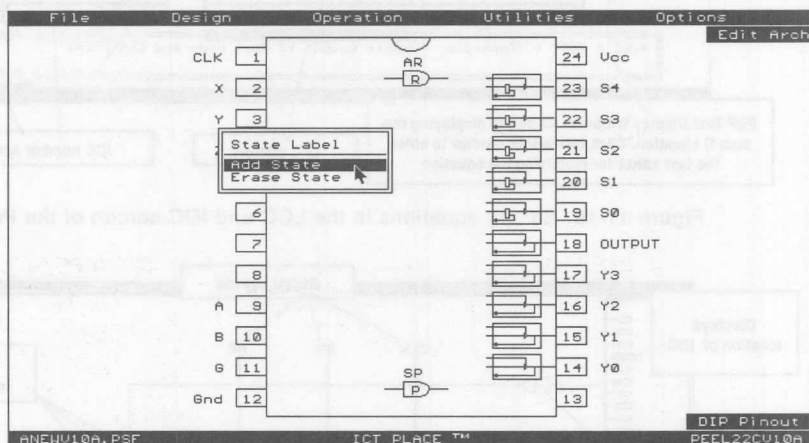 File Design Operation Utilities Options
Edit Arch
CLK 1 AR 24 Vcc
R
X 2 23 S4
Y 3 22 S3
State Label
21 S2
Add State
Erase State
20 S1
6 19 S0
7 18 OUTPUT
8 17 Y3
A 9 16 Y2
B 10 15 Y1
G 11 14 Y0
SP
P
Gnd 12 13
DIP Pinout
ANEWV10A.PSF ICT PLACE ™ PEEL22CV10A